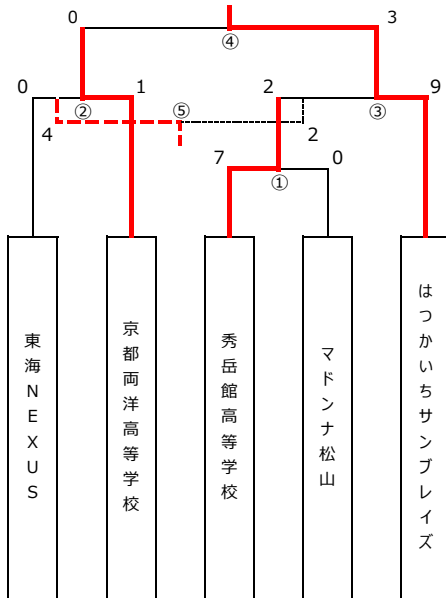 0 3
④
0 1 2 9
② ⑤ ③
4 2
7 0
①
東海NEXUS
京都両洋高等学校
秀岳館高等学校
マドンナ松山
はつかいちサンブレイズ